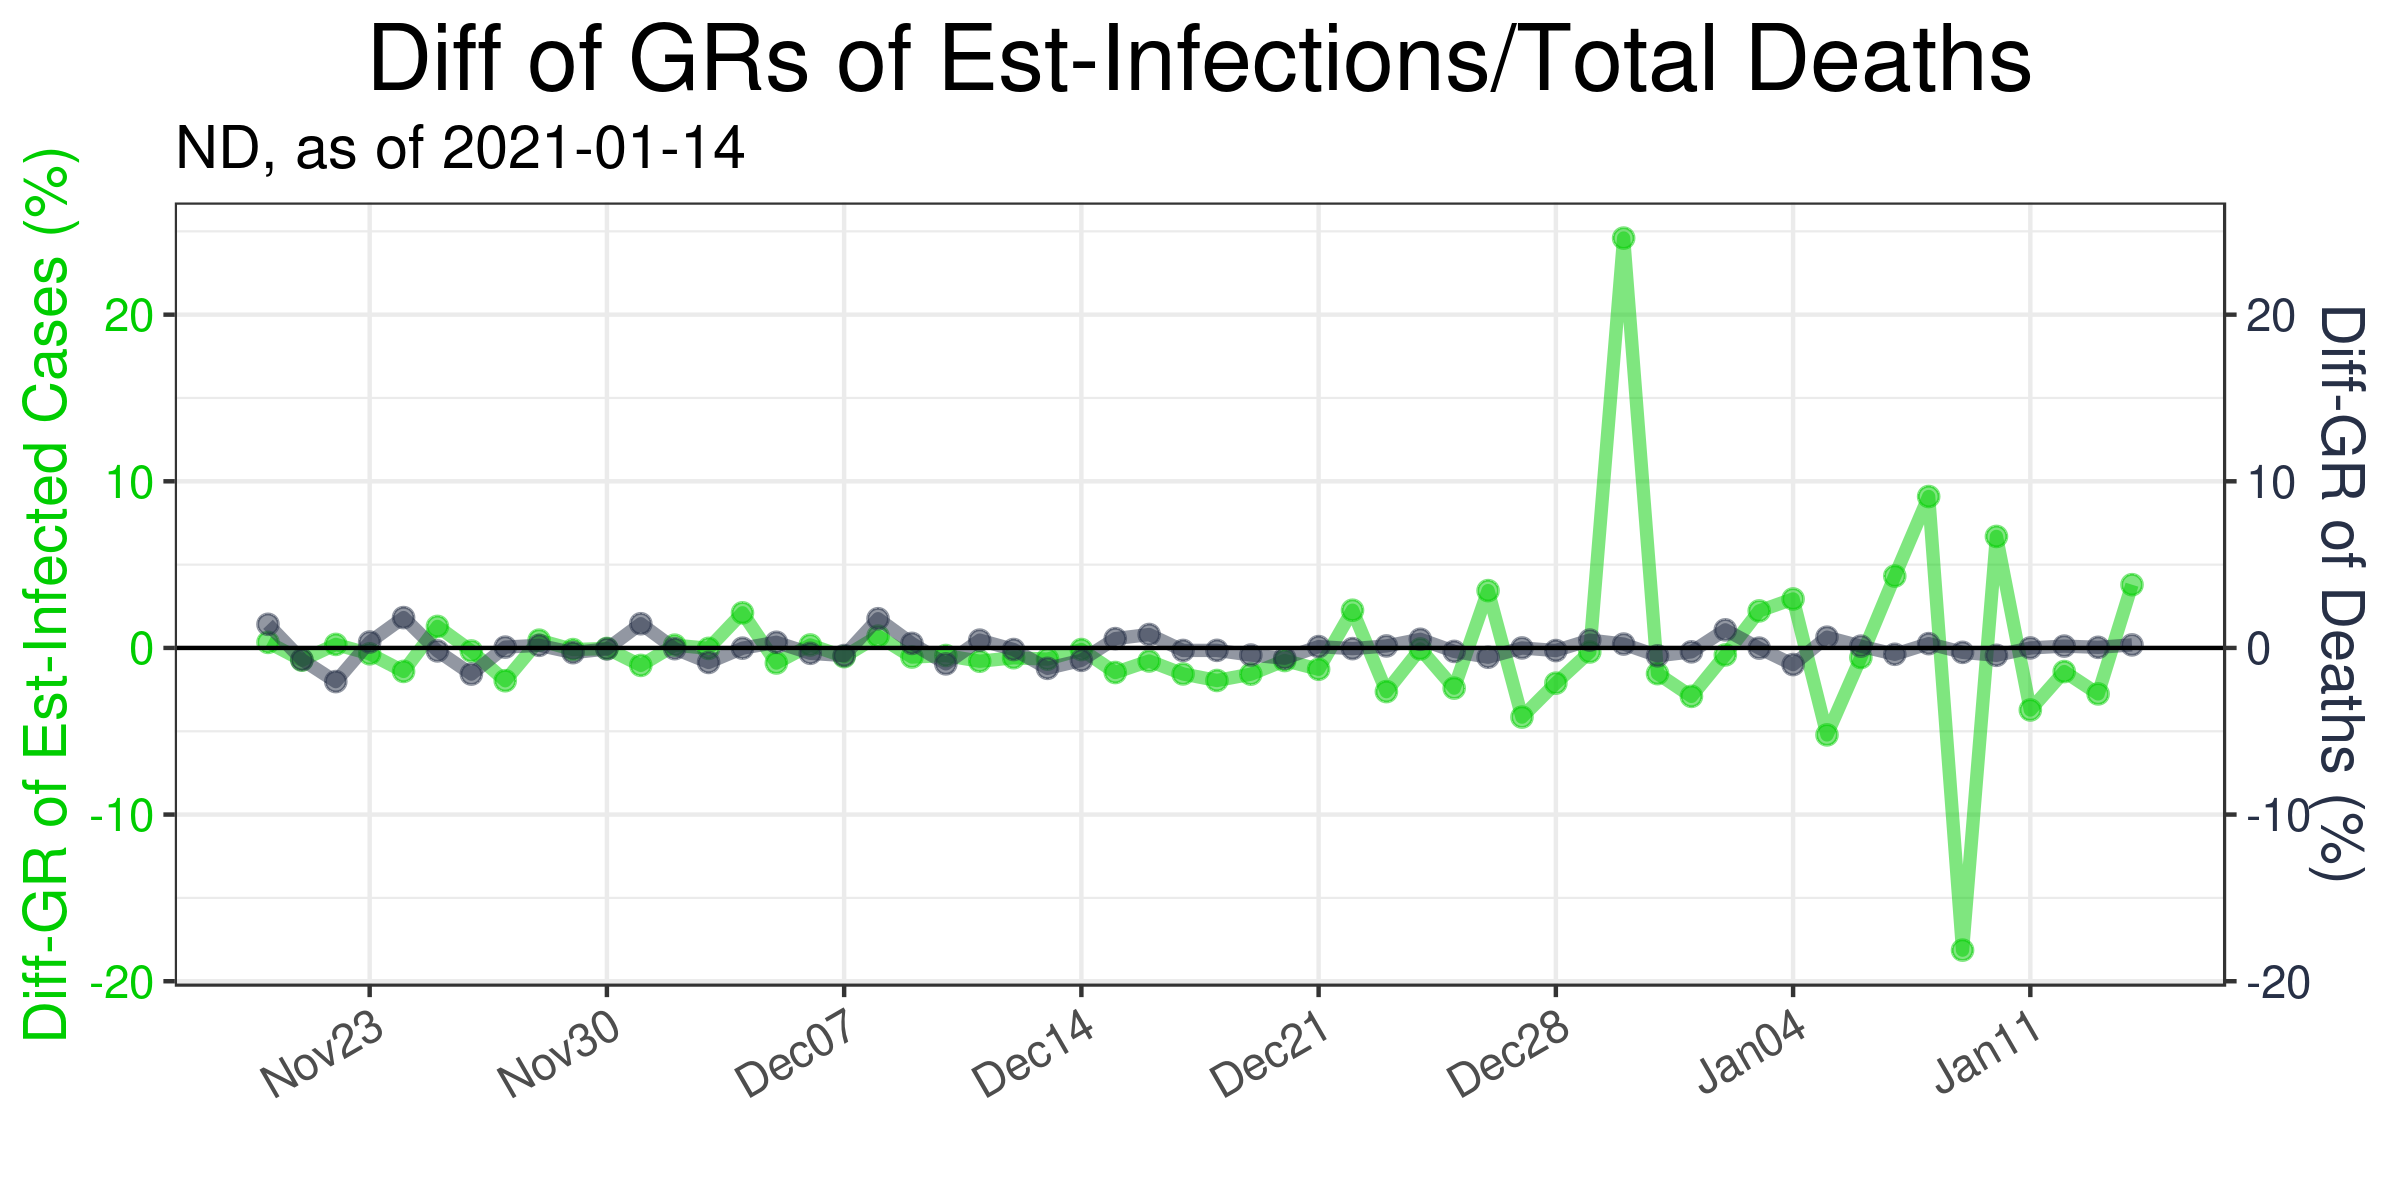 Diff of GRs of Est-Infections/Total Deaths
ND, as of 2021-01-14
Diff-GR of Est-Infected Cases (%)
20
10
0
-10
-20
20
10
0
-10
-20
Diff-GR of Deaths (%)
Nov23
Nov30
Dec07
Dec14
Dec21
Dec28
Jan04
Jan11